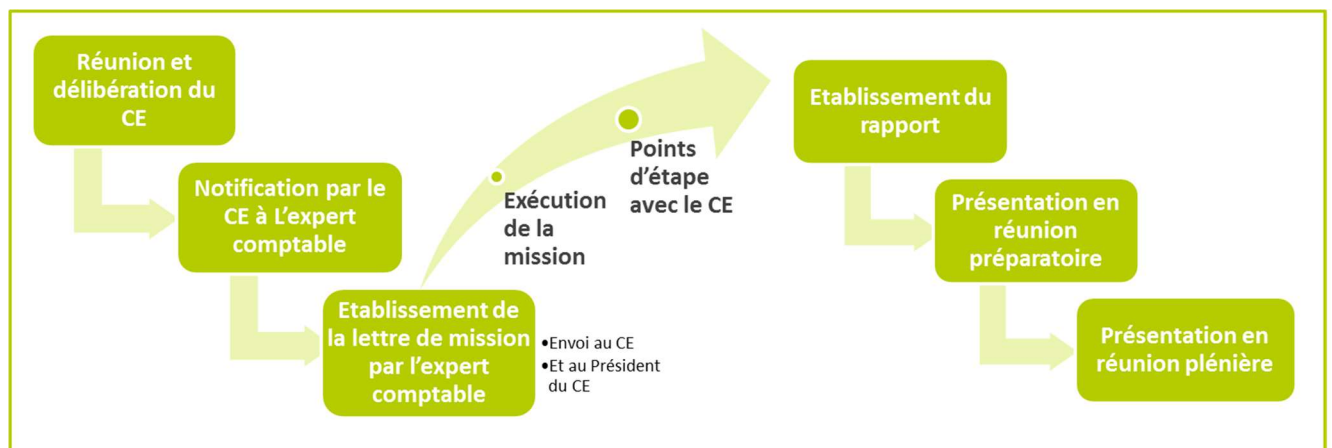 Réunion et
délibération du
CE
Notification par le
CE à L'expert
comptable
Etablissement de
la lettre de mission
par l'expert
comptable
•Envoi au CE
•Et au Président
du CE
Exécution
de la
mission
Points
d'étape
avec le CE
Etablissement du
rapport
Présentation en
réunion
préparatoire
Présentation en
réunion plénière